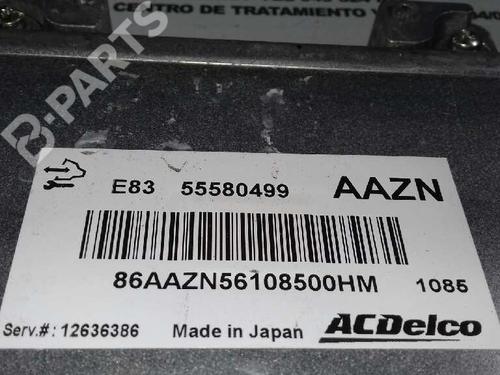 CENTRO DE TRATAMIENTO Y
B-PARTS
E83 55580499 AAZN
86AAZN56108500HM 1085
Serv.#: 12636386 Made in Japan ACDelco